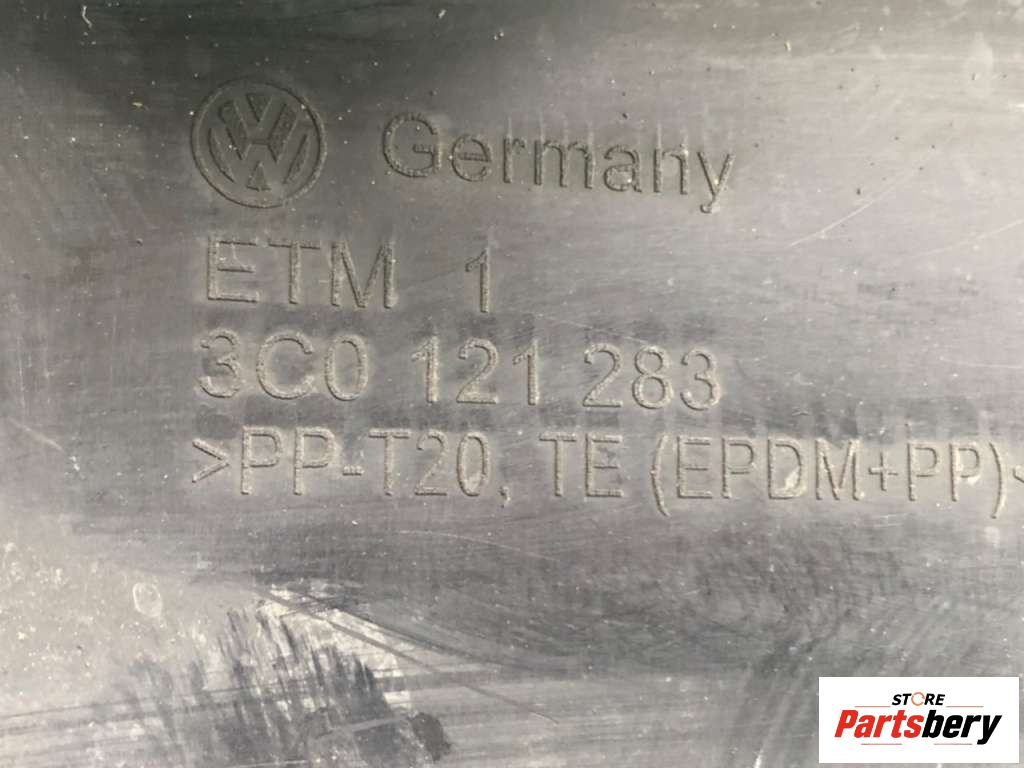 Germany
ETM 1
3C0 121 283
>PP-T20, TE (EPDM+PP)<
STORE
Partsbery